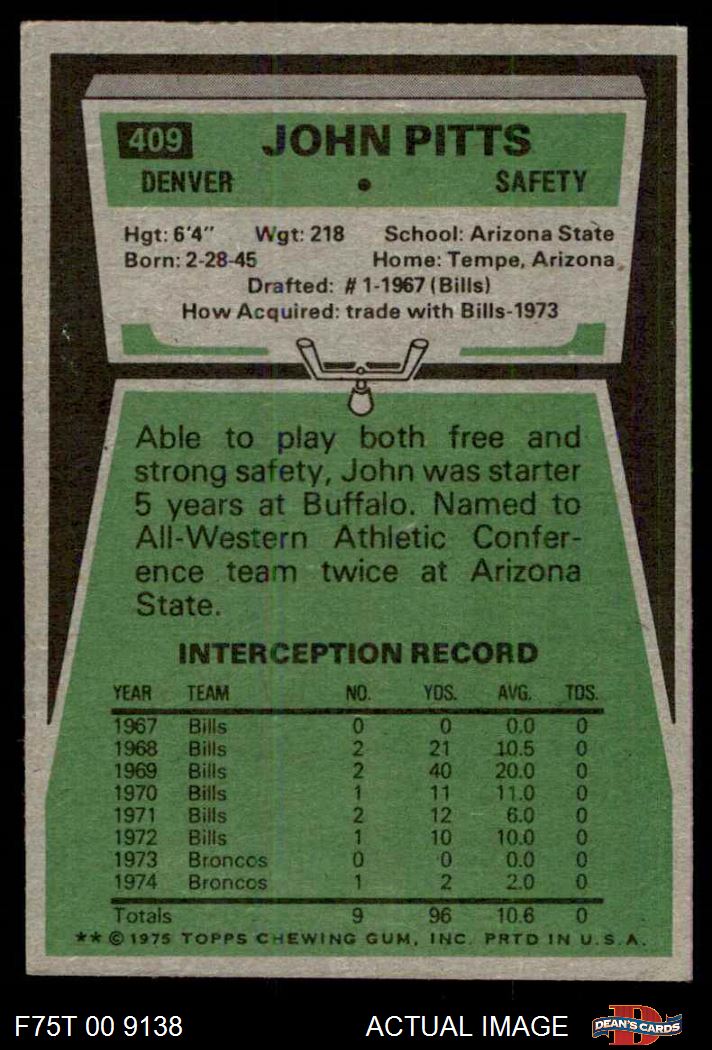 409 JOHN PITTS
DENVER • SAFETY
Hgt: 6'4" Wgt: 218 School: Arizona State
Born: 2-28-45 Home: Tempe, Arizona
Drafted: #1-1967 (Bills)
How Acquired: trade with Bills-1973
Able to play both free and
strong safety, John was starter
5 years at Buffalo. Named to
All-Western Athletic Confer-
ence team twice at Arizona
State.
INTERCEPTION RECORD
YEAR TEAM NO. YDS. AVG. TDS.
1967 Bills 0 0 0.0 0
1968 Bills 2 21 10.5 0
1969 Bills 2 40 20.0 0
1970 Bills 1 11 11.0 0
1971 Bills 2 12 6.0 0
1972 Bills 1 10 10.0 0
1973 Broncos 0 0 0.0 0
1974 Broncos 1 2 2.0 0
Totals 9 96 10.6 0
** © 1975 TOPPS CHEWING GUM, INC. PRTD IN U.S.A.
F75T 00 9138 ACTUAL IMAGE D DEAN'S CARDS